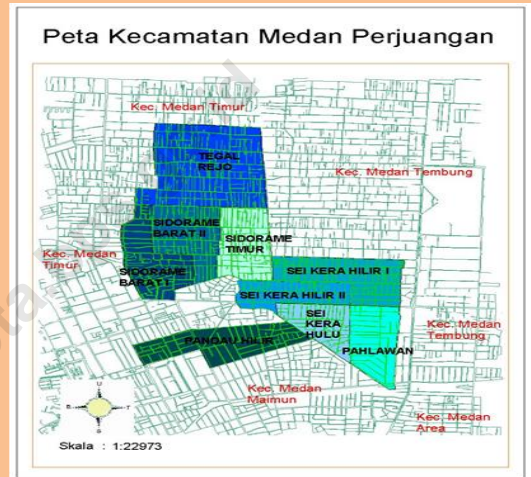 Peta Kecamatan Medan Perjuangan
Kec. Medan Timur
TEGAL
REJO
Kec. Medan Tembung
SIDORAME
BARAT II
SIDORAME
TIMUR
Kec. Medan
Timur
SIDORAME
BARAT I
SEI KERA HILIR I
SEI KERA HILIR II
SEI
KERA
HULU
Kec. Medan
Tembung
PANDAU HILIR
PAHLAWAN
Kec. Medan
Maimun
Kec. Medan
Area
U
B
T
S
Skala : 1:22973